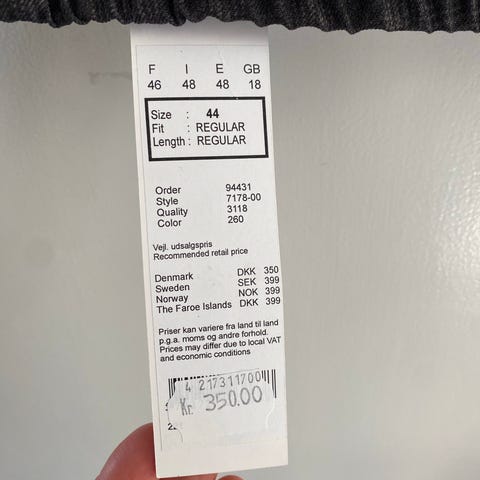 F I E GB
46 48 48 18
Size : 44
Fit : REGULAR
Length : REGULAR
Order 94431
Style 7178-00
Quality 3118
Color 260
Vejl. udsalgspris
Recommended retail price
Denmark DKK 350
Sweden SEK 399
Norway NOK 399
The Faroe Islands DKK 399
Priser kan variere fra land til land
p.g.a. moms og andre forhold.
Prices may differ due to local VAT
and economic conditions
4 217311700
Kr. 350.00